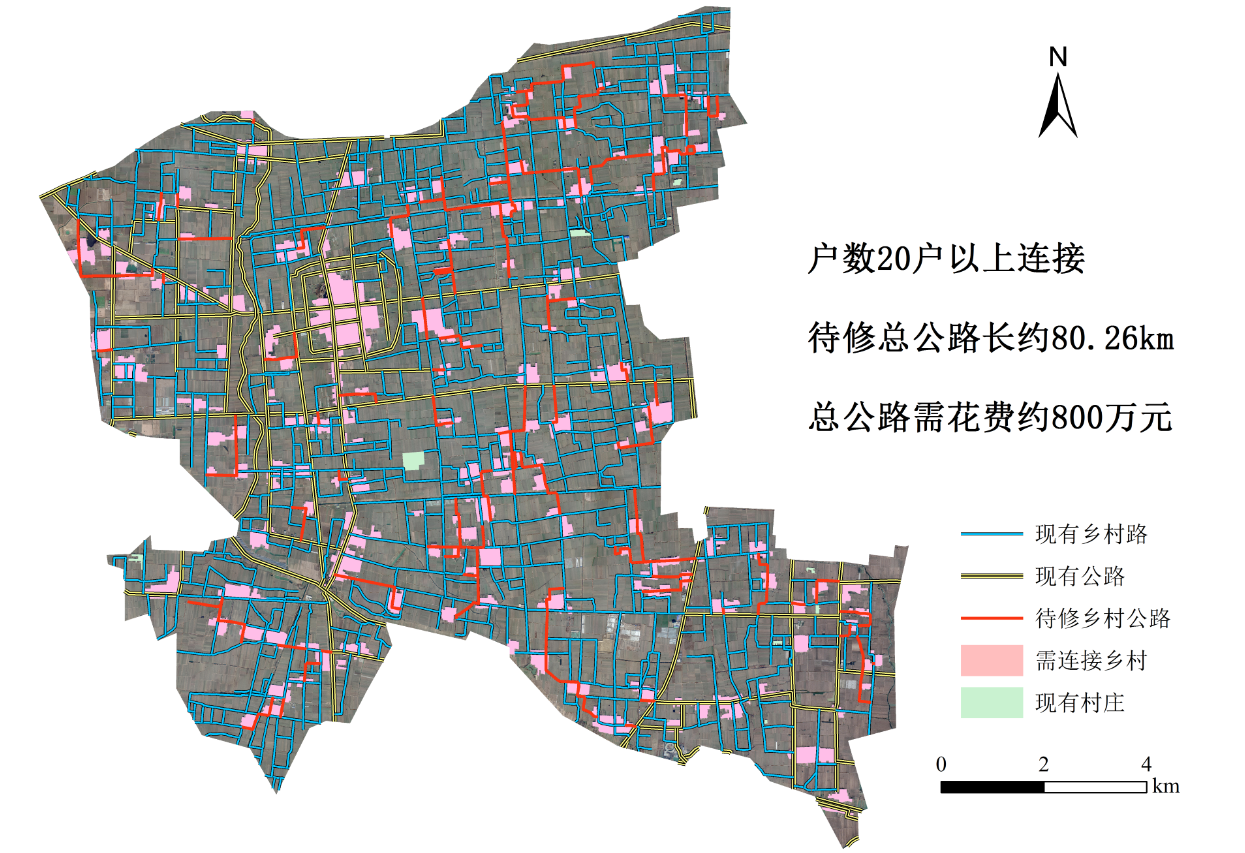 N
户数20户以上连接
待修总公路长约80.26km
总公路需花费约800万元
现有乡村路
现有公路
待修乡村公路
需连接乡村
现有村庄
0 2 4
km